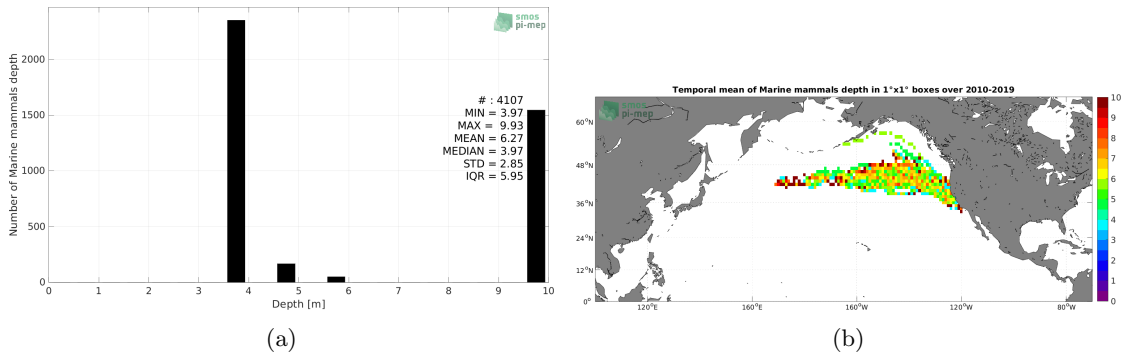 smos
pi-mep
Number of Marine mammals depth
2000
1500
1000
500
0
# : 4107
MIN = 3.97
MAX = 9.93
MEAN = 6.27
MEDIAN = 3.97
STD = 2.85
IQR = 5.95
0 1 2 3 4 5 6 7 8 9 10
Depth [m]
(a)
Temporal mean of Marine mammals depth in 1°x1° boxes over 2010-2019
smos
pi-mep
60°N
48°N
36°N
24°N
12°N
0°
120°E 160°E 160°W 120°W 80°W
10
9
8
7
6
5
4
3
2
1
0
(b)